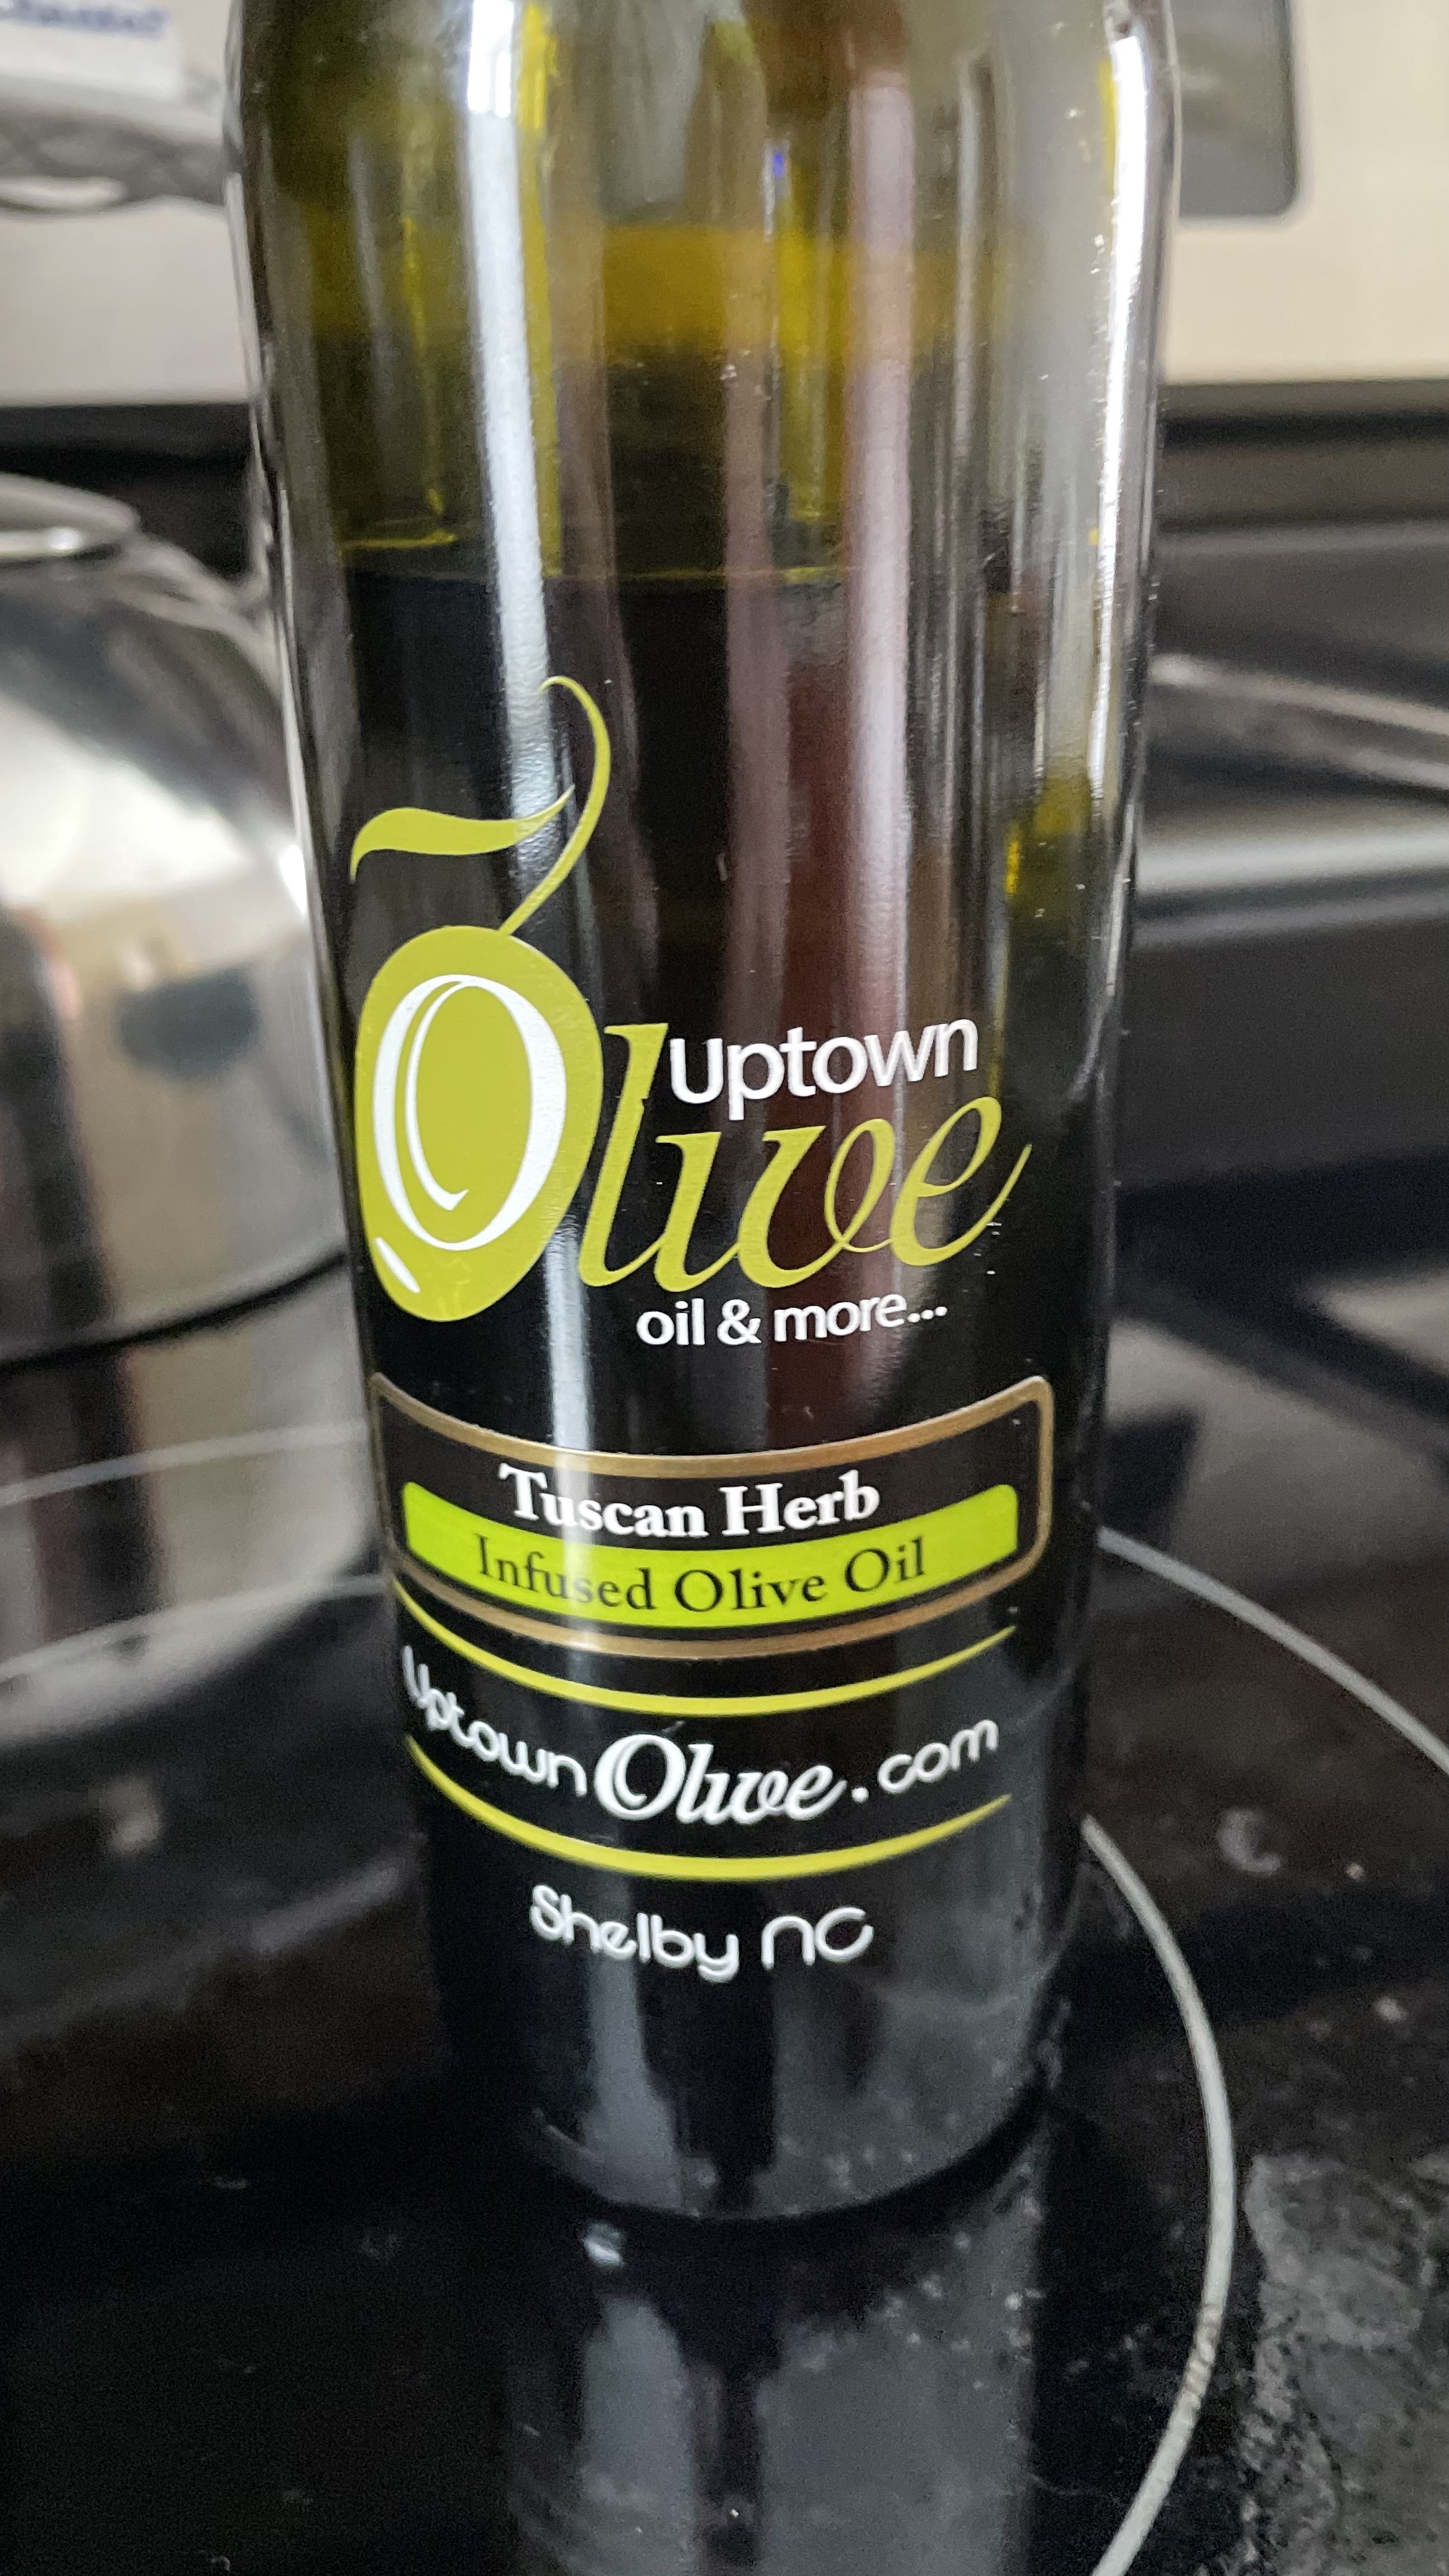 Uptown
Olive
oil & more...
Tuscan Herb
Infused Olive Oil
UptownOlive.com
Shelby NC